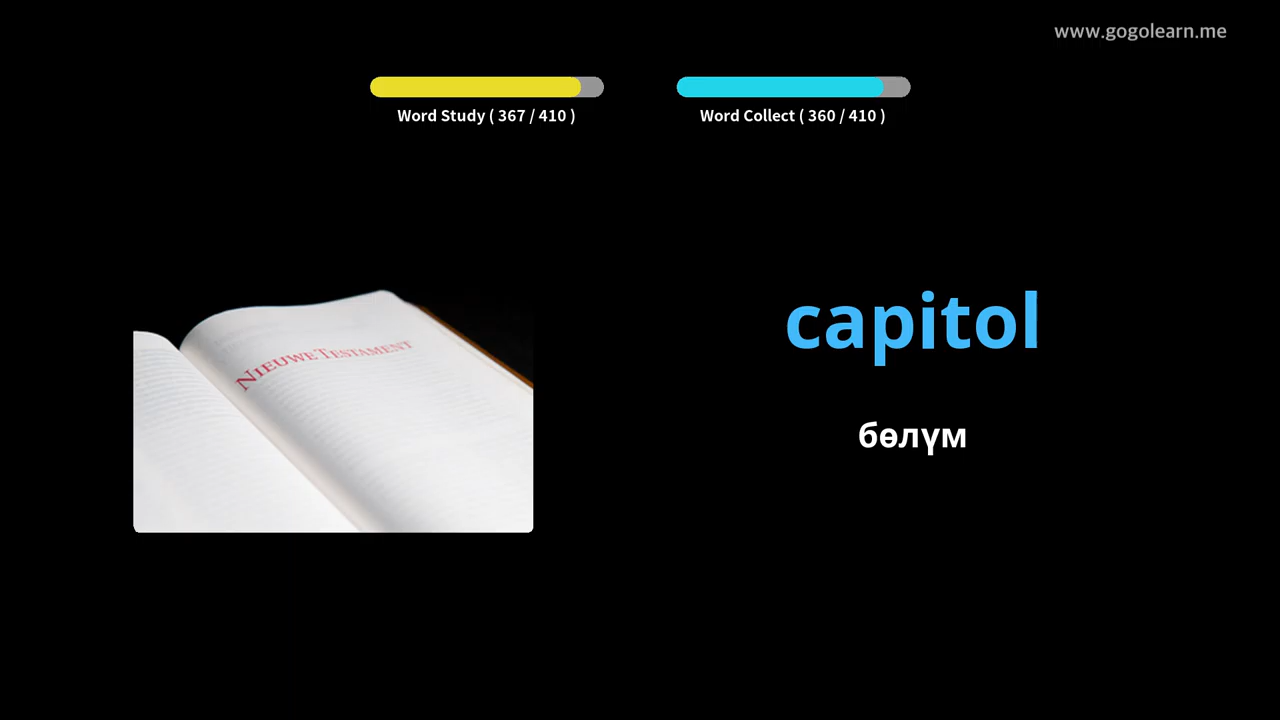 www.gogolearn.me
Word Study ( 367 / 410 )
Word Collect ( 360 / 410 )
NIEUWE TESTAMENT
capitol
бөлүм